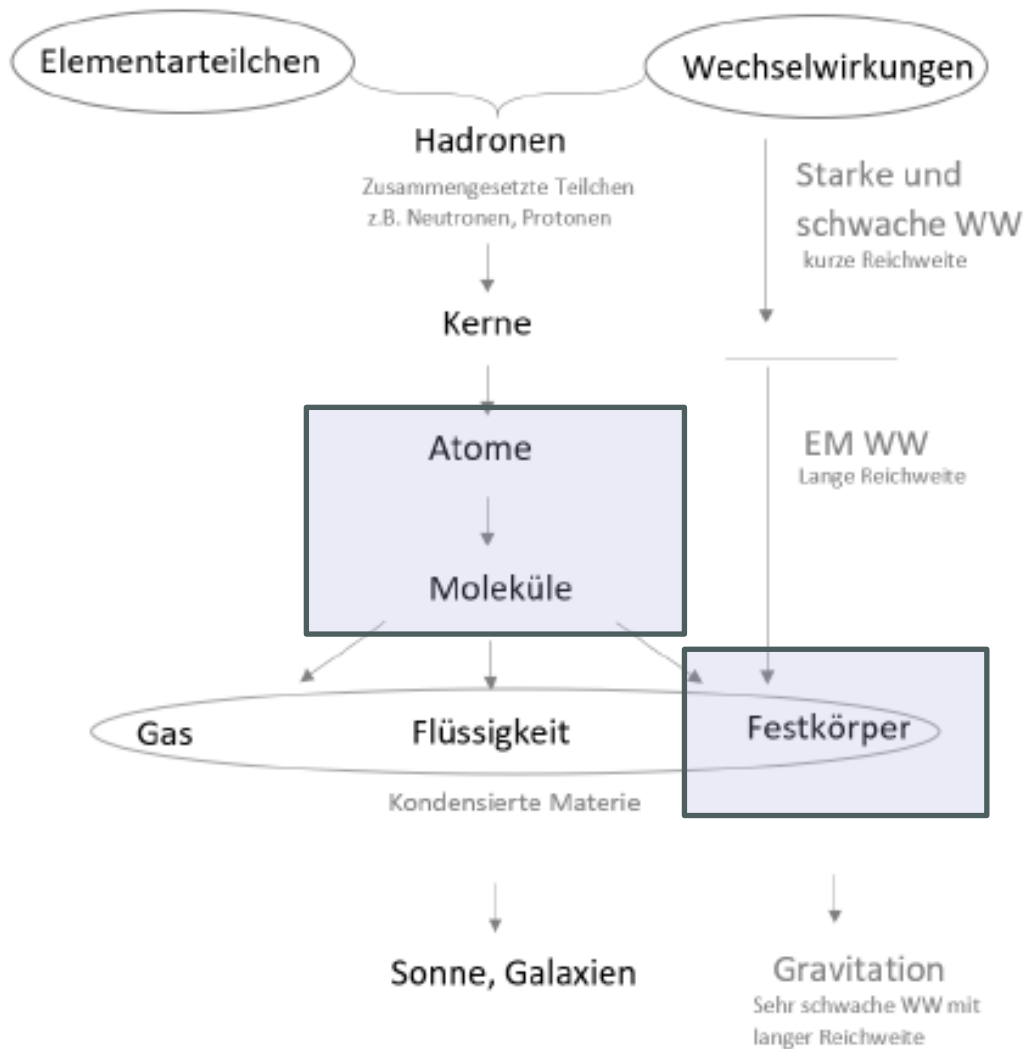 Elementarteilchen
Wechselwirkungen
Hadronen
Zusammengesetzte Teilchen
z.B. Neutronen, Protonen
Starke und
schwache WW
kurze Reichweite
Kerne
Atome
EM WW
Lange Reichweite
Moleküle
Gas
Flüssigkeit
Festkörper
Kondensierte Materie
Sonne, Galaxien
Gravitation
Sehr schwache WW mit
langer Reichweite